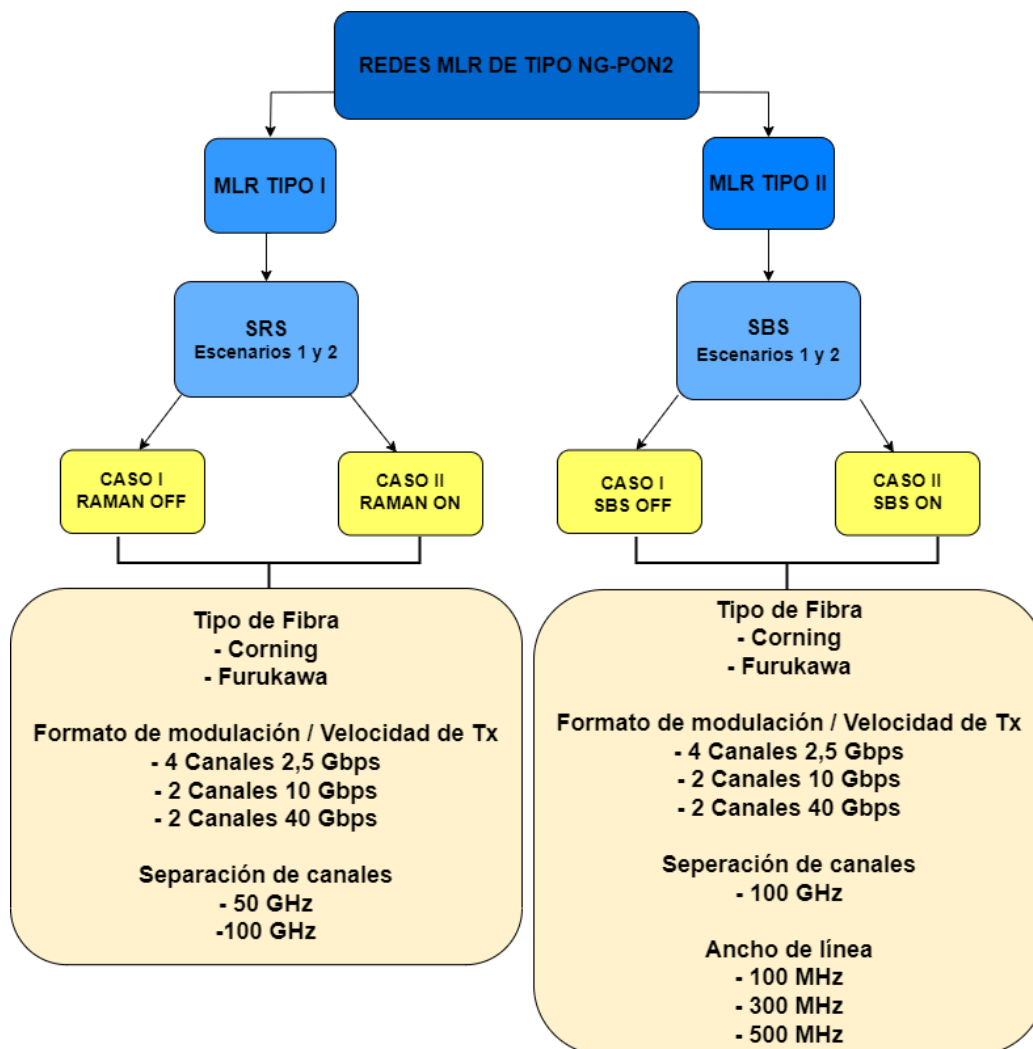 REDES MLR DE TIPO NG-PON2
MLR TIPO I
MLR TIPO II
SRS
Escenarios 1 y 2
SBS
Escenarios 1 y 2
CASO I
RAMAN OFF
CASO II
RAMAN ON
CASO I
SBS OFF
CASO II
SBS ON
Tipo de Fibra
- Corning
- Furukawa
Formato de modulación / Velocidad de Tx
- 4 Canales 2,5 Gbps
- 2 Canales 10 Gbps
- 2 Canales 40 Gbps
Separación de canales
- 50 GHz
-100 GHz
Tipo de Fibra
- Corning
- Furukawa
Formato de modulación / Velocidad de Tx
- 4 Canales 2,5 Gbps
- 2 Canales 10 Gbps
- 2 Canales 40 Gbps
Seperación de canales
- 100 GHz
Ancho de línea
- 100 MHz
- 300 MHz
- 500 MHz